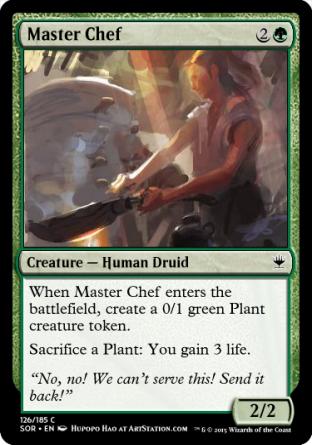 Master Chef 2
Creature — Human Druid
When Master Chef enters the
battlefield, create a 0/1 green Plant
creature token.
Sacrifice a Plant: You gain 3 life.
“No, no! We can't serve this! Send it
back!”
2/2
126/185 C
SOR • EN HUPOPO HAO AT ARTSTATION.COM ™ & © 2015 Wizards of the Coast